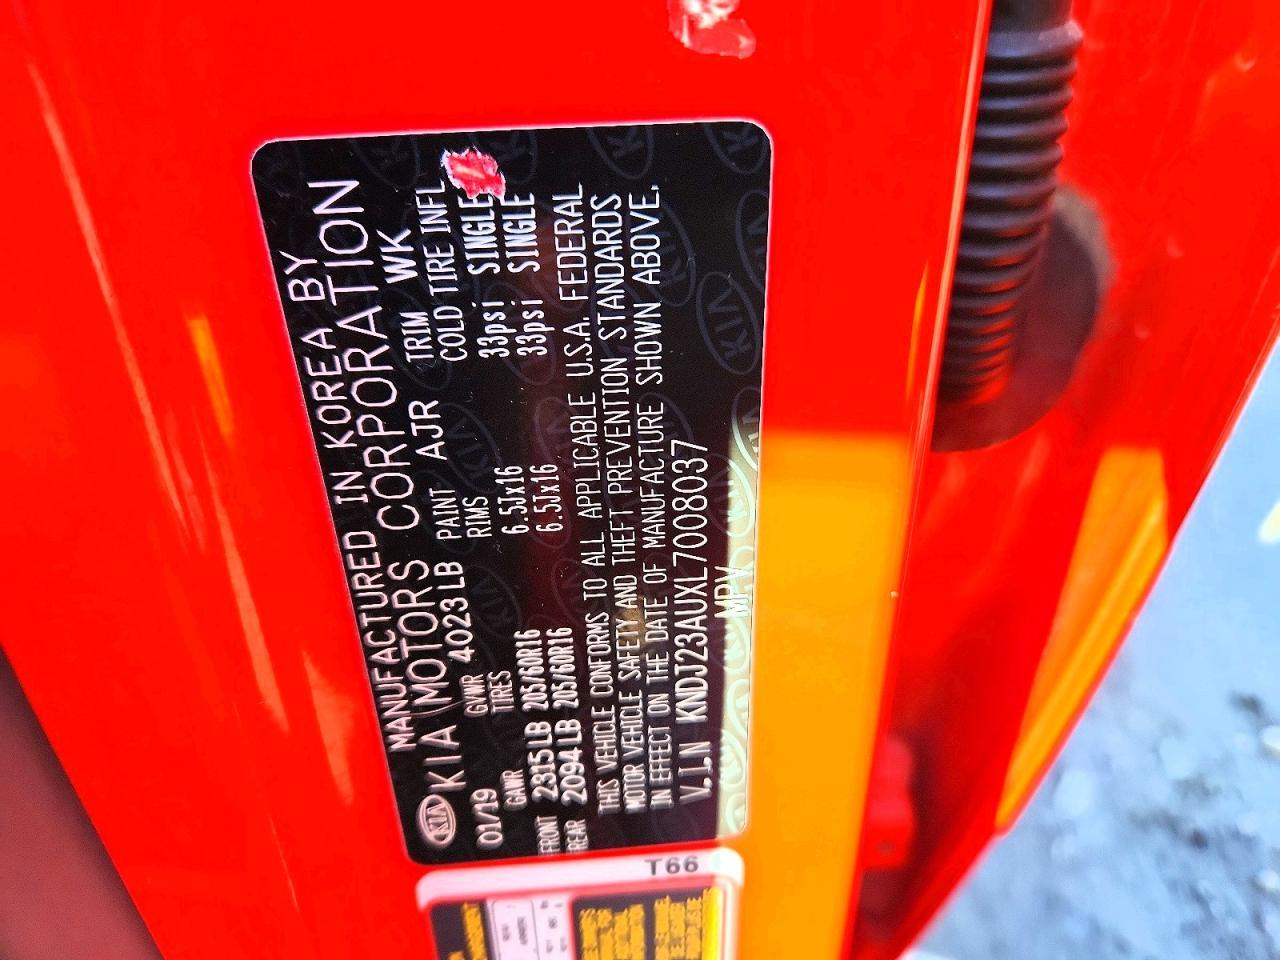 MANUFACTURED IN KOREA BY
KIA MOTORS CORPORATION
01/19 GVWR 4023LB PAINT AJR TRIM WK
GAWR TIRES RIMS COLD TIRE INFL
FRONT 2315LB 205/60R16 6.5Jx16 33psi SINGLE
REAR 2094LB 205/60R16 6.5Jx16 33psi SINGLE
THIS VEHICLE CONFORMS TO ALL APPLICABLE U.S.A. FEDERAL
MOTOR VEHICLE SAFETY AND THEFT PREVENTION STANDARDS
IN EFFECT ON THE DATE OF MANUFACTURE SHOWN ABOVE.
V.I.N KNDJ23AUXL7008037
MPV
T66